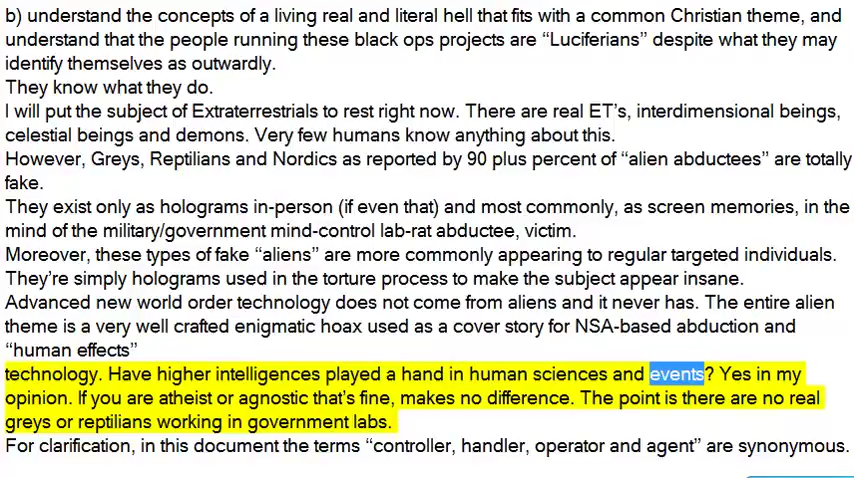 b) understand the concepts of a living real and literal hell that fits with a common Christian theme, and
understand that the people running these black ops projects are “Luciferians” despite what they may
identify themselves as outwardly.
They know what they do.
I will put the subject of Extraterrestrials to rest right now. There are real ET’s, interdimensional beings,
celestial beings and demons. Very few humans know anything about this.
However, Greys, Reptilians and Nordics as reported by 90 plus percent of “alien abductees” are totally
fake.
They exist only as holograms in-person (if even that) and most commonly, as screen memories, in the
mind of the military/government mind-control lab-rat abductee, victim.
Moreover, these types of fake “aliens” are more commonly appearing to regular targeted individuals.
They’re simply holograms used in the torture process to make the subject appear insane.
Advanced new world order technology does not come from aliens and it never has. The entire alien
theme is a very well crafted enigmatic hoax used as a cover story for NSA-based abduction and
“human effects”
technology. Have higher intelligences played a hand in human sciences and events? Yes in my
opinion. If you are atheist or agnostic that’s fine, makes no difference. The point is there are no real
greys or reptilians working in government labs.
For clarification, in this document the terms “controller, handler, operator and agent” are synonymous.